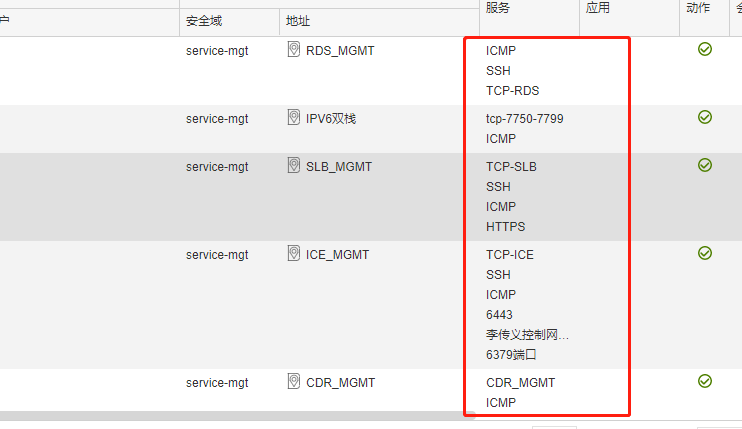 户
服务
应用
动作
安全域
地址
service-mgt
RDS_MGMT
ICMP
SSH
TCP-RDS
service-mgt
IPV6双栈
tcp-7750-7799
ICMP
service-mgt
SLB_MGMT
TCP-SLB
SSH
ICMP
HTTPS
service-mgt
ICE_MGMT
TCP-ICE
SSH
ICMP
6443
李传义控制网...
6379端口
service-mgt
CDR_MGMT
CDR_MGMT
ICMP